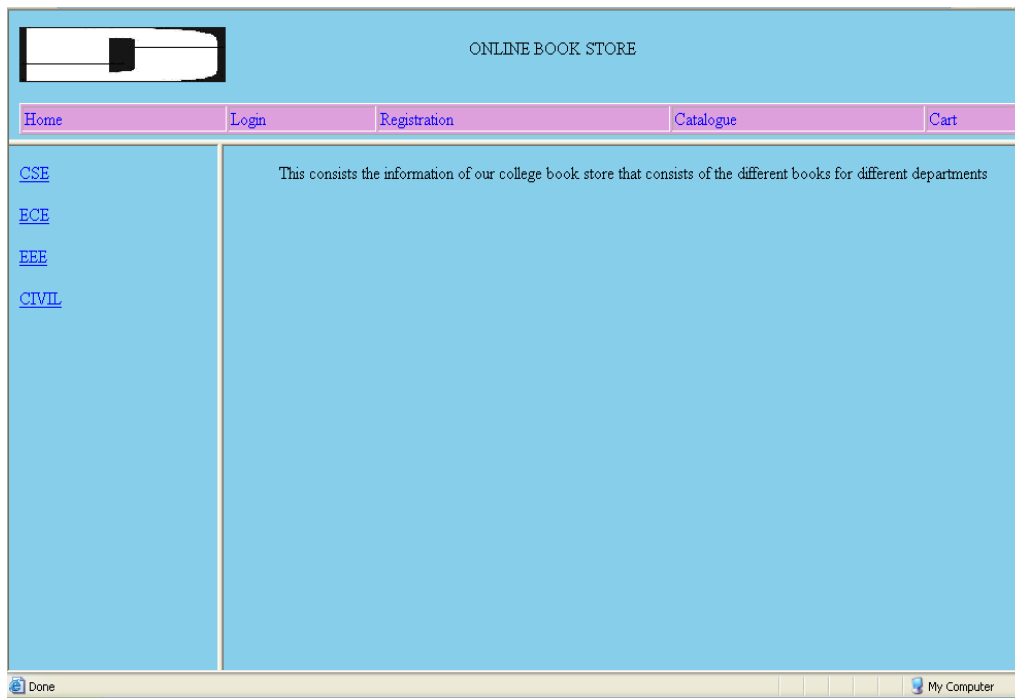 ONLINE BOOK STORE
Home Login Registration Catalogue Cart
CSE
ECE
EEE
CIVIL
This consists the information of our college book store that consists of the different books for different departments
Done My Computer